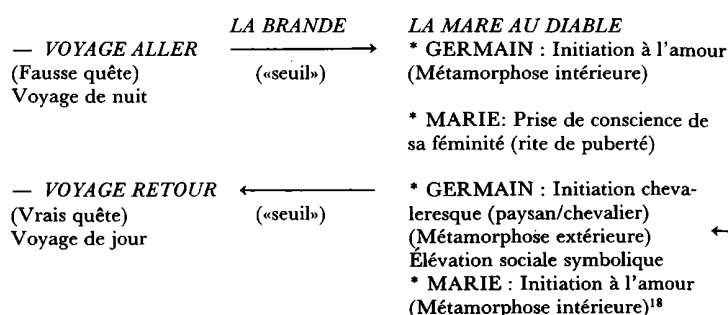 LA BRANDE LA MARE AU DIABLE
— VOYAGE ALLER ⟶ * GERMAIN : Initiation à l'amour
(Fausse quête) («seuil») (Métamorphose intérieure)
Voyage de nuit
* MARIE: Prise de conscience de
sa féminité (rite de puberté)
— VOYAGE RETOUR ⟵ * GERMAIN : Initiation cheva-
(Vrais quête) («seuil») leresque (paysan/chevalier)
Voyage de jour (Métamorphose extérieure) ←
Élévation sociale symbolique
* MARIE : Initiation à l'amour
(Métamorphose intérieure)¹⁸